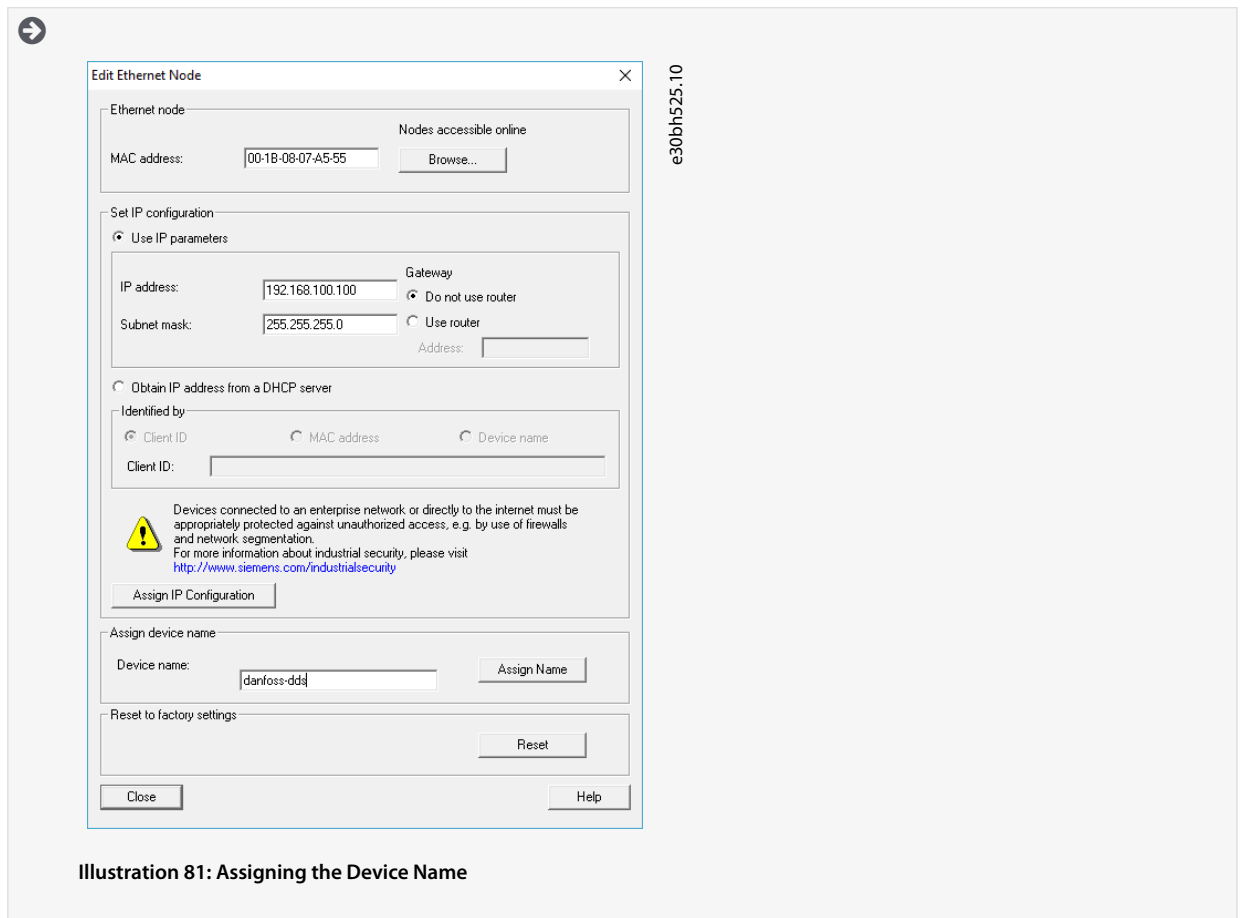 Edit Ethernet Node
e30bh525.10
Ethernet node
Nodes accessible online
MAC address:
00-1B-08-07-A5-55
Browse...
Set IP configuration
Use IP parameters
Gateway
IP address:
192.168.100.100
Do not use router
Subnet mask:
255.255.255.0
Use router
Address:
Obtain IP address from a DHCP server
Identified by
Client ID
MAC address
Device name
Client ID:
Devices connected to an enterprise network or directly to the internet must be
appropriately protected against unauthorized access, e.g. by use of firewalls
and network segmentation.
For more information about industrial security, please visit
http://www.siemens.com/industrialsecurity
Assign IP Configuration
Assign device name
Device name:
danfoss-dds
Assign Name
Reset to factory settings
Reset
Close
Help
Illustration 81: Assigning the Device Name